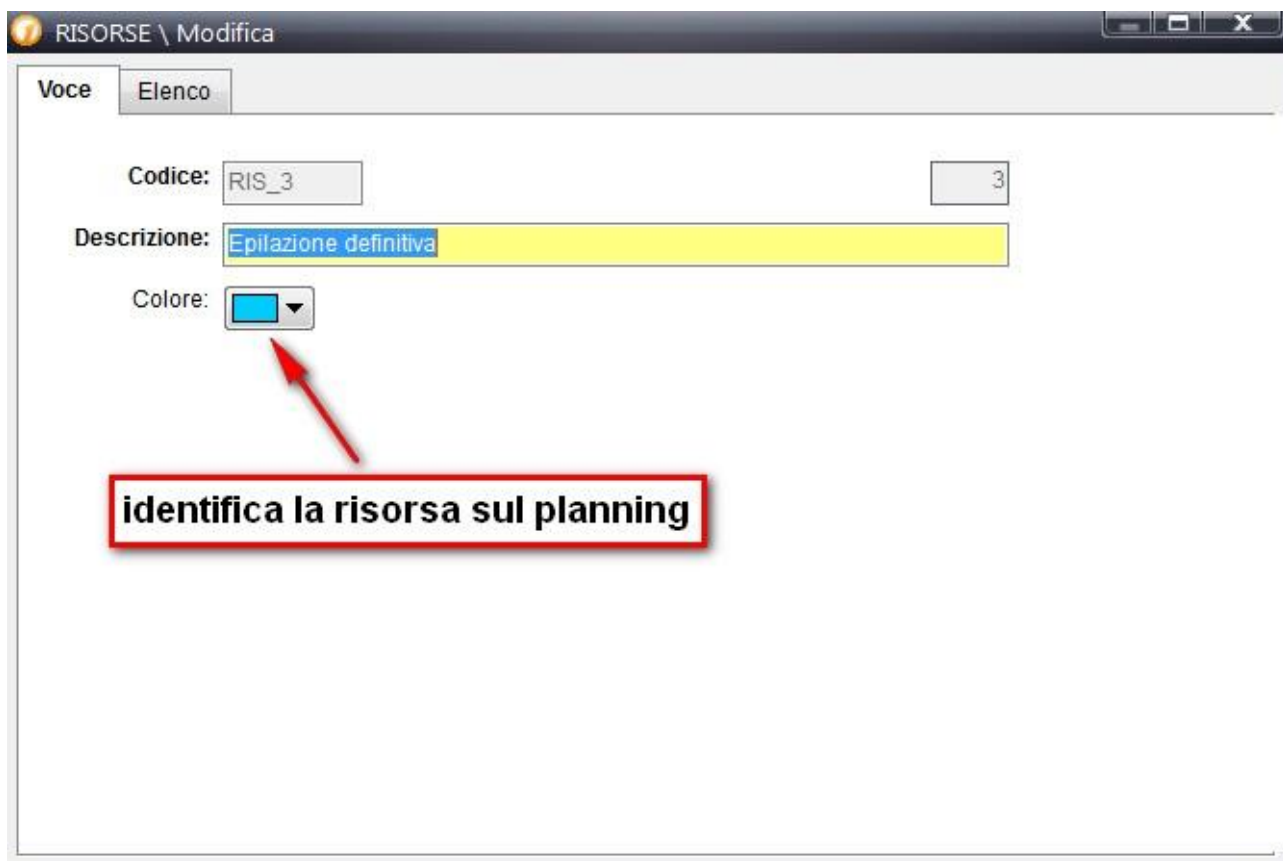 RISORSE \ Modifica
Voce Elenco
Codice: RIS_3 3
Descrizione: Epilazione definitiva
Colore:
identifica la risorsa sul planning